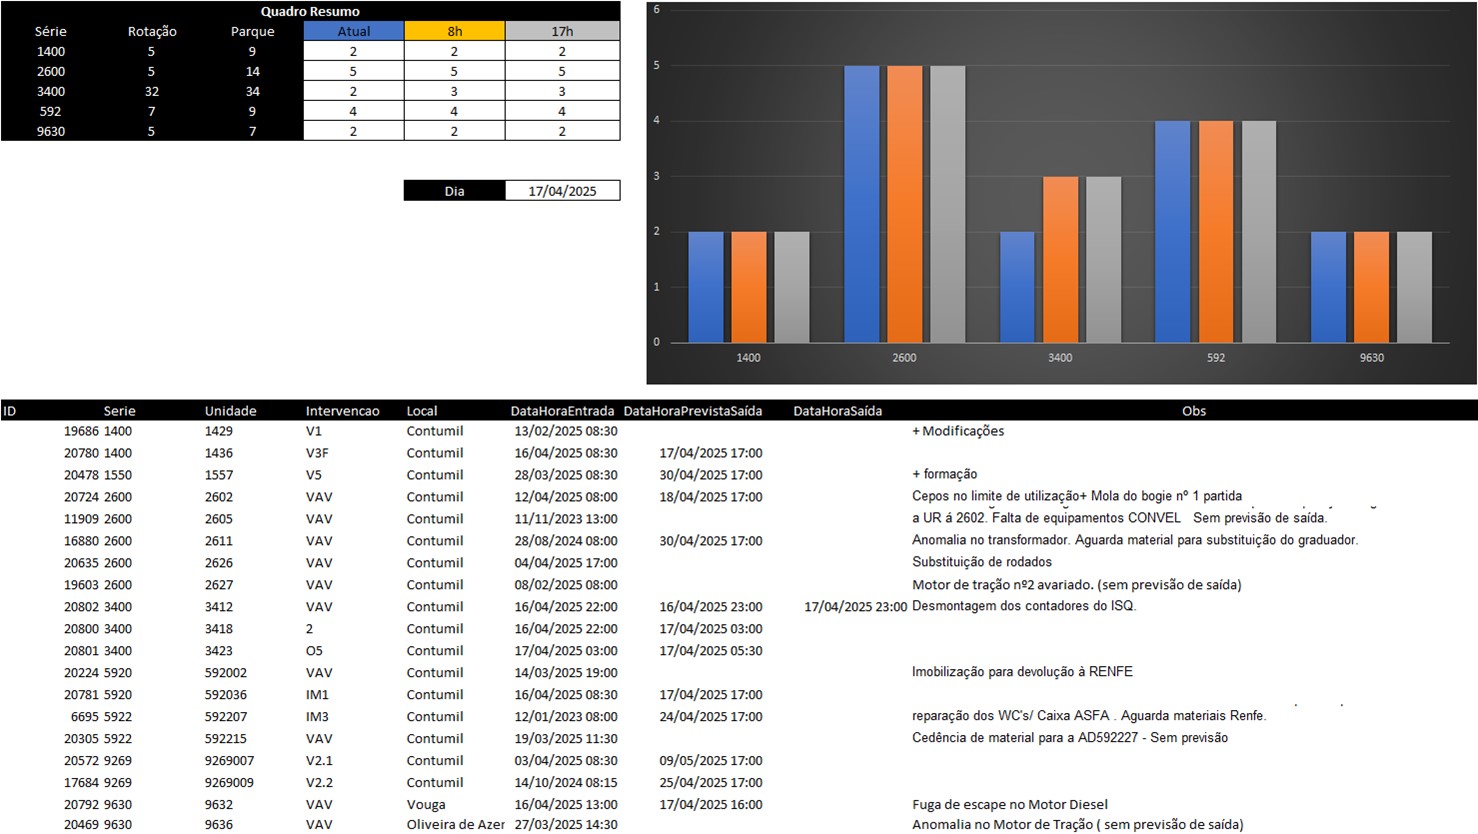 Quadro Resumo
Série Rotação Parque Atual 8h 17h
1400 5 9 2 2 2
2600 5 14 5 5 5
3400 32 34 2 3 3
592 7 9 4 4 4
9630 5 7 2 2 2
Dia 17/04/2025
6
5
4
3
2
1
0
1400 2600 3400 592 9630
ID Serie Unidade Intervencao Local DataHoraEntrada DataHoraPrevistaSaída DataHoraSaída Obs
19686 1400 1429 V1 Contumil 13/02/2025 08:30 + Modificações
20780 1400 1436 V3F Contumil 16/04/2025 08:30 17/04/2025 17:00
20478 1550 1557 V5 Contumil 28/03/2025 08:30 30/04/2025 17:00 + formação
20724 2600 2602 VAV Contumil 12/04/2025 08:00 18/04/2025 17:00 Cepos no limite de utilização+ Mola do bogie nº 1 partida
11909 2600 2605 VAV Contumil 11/11/2023 13:00 a UR á 2602. Falta de equipamentos CONVEL Sem previsão de saída.
16880 2600 2611 VAV Contumil 28/08/2024 08:00 30/04/2025 17:00 Anomalia no transformador. Aguarda material para substituição do graduador.
20635 2600 2626 VAV Contumil 04/04/2025 17:00 Substituição de rodados
19603 2600 2627 VAV Contumil 08/02/2025 08:00 Motor de tração nº2 avariado. (sem previsão de saída)
20802 3400 3412 VAV Contumil 16/04/2025 22:00 16/04/2025 23:00 17/04/2025 23:00 Desmontagem dos contadores do ISQ.
20800 3400 3418 2 Contumil 16/04/2025 22:00 17/04/2025 03:00
20801 3400 3423 O5 Contumil 17/04/2025 03:00 17/04/2025 05:30
20224 5920 592002 VAV Contumil 14/03/2025 19:00 Imobilização para devolução à RENFE
20781 5920 592036 IM1 Contumil 16/04/2025 08:30 17/04/2025 17:00
6695 5922 592207 IM3 Contumil 12/01/2023 08:00 24/04/2025 17:00 reparação dos WC's/ Caixa ASFA . Aguarda materiais Renfe.
20305 5922 592215 VAV Contumil 19/03/2025 11:30 Cedência de material para a AD592227 - Sem previsão
20572 9269 9269007 V2.1 Contumil 03/04/2025 08:30 09/05/2025 17:00
17684 9269 9269009 V2.2 Contumil 14/10/2024 08:15 25/04/2025 17:00
20792 9630 9632 VAV Vouga 16/04/2025 13:00 17/04/2025 16:00 Fuga de escape no Motor Diesel
20469 9630 9636 VAV Oliveira de Azer 27/03/2025 14:30 Anomalia no Motor de Tração ( sem previsão de saída)